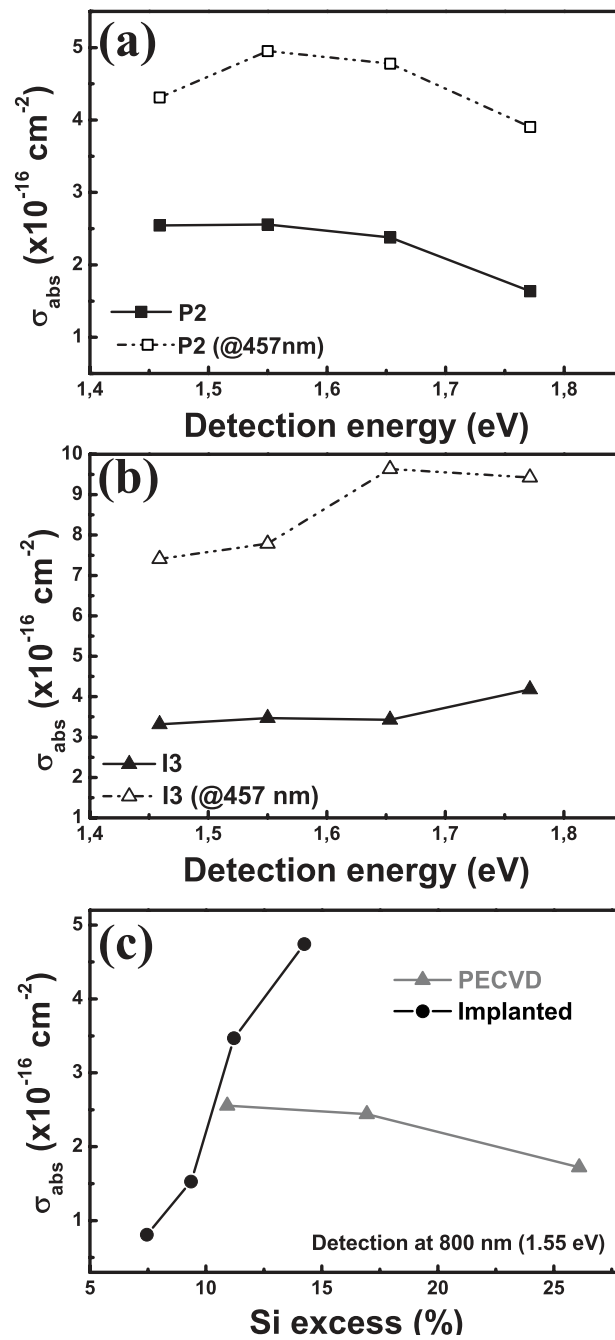 (a)
5
4
3
2
1
σabs (x10⁻¹⁶ cm⁻²)
P2
P2 (@457nm)
1,4 1,5 1,6 1,7 1,8
Detection energy (eV)
(b)
10
9
8
7
6
5
4
3
2
1
σabs (x10⁻¹⁶ cm⁻²)
I3
I3 (@457 nm)
1,4 1,5 1,6 1,7 1,8
Detection energy (eV)
(c)
5
4
3
2
1
σabs (x10⁻¹⁶ cm⁻²)
PECVD
Implanted
Detection at 800 nm (1.55 eV)
5 10 15 20 25
Si excess (%)